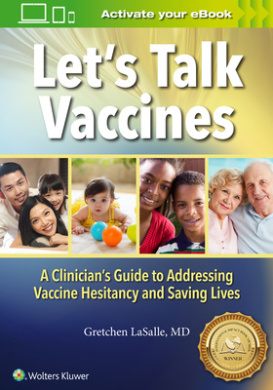 Activate your eBook
Let's Talk
Vaccines
A Clinician's Guide to Addressing
Vaccine Hesitancy and Saving Lives
Gretchen LaSalle, MD
WINNER
Wolters Kluwer